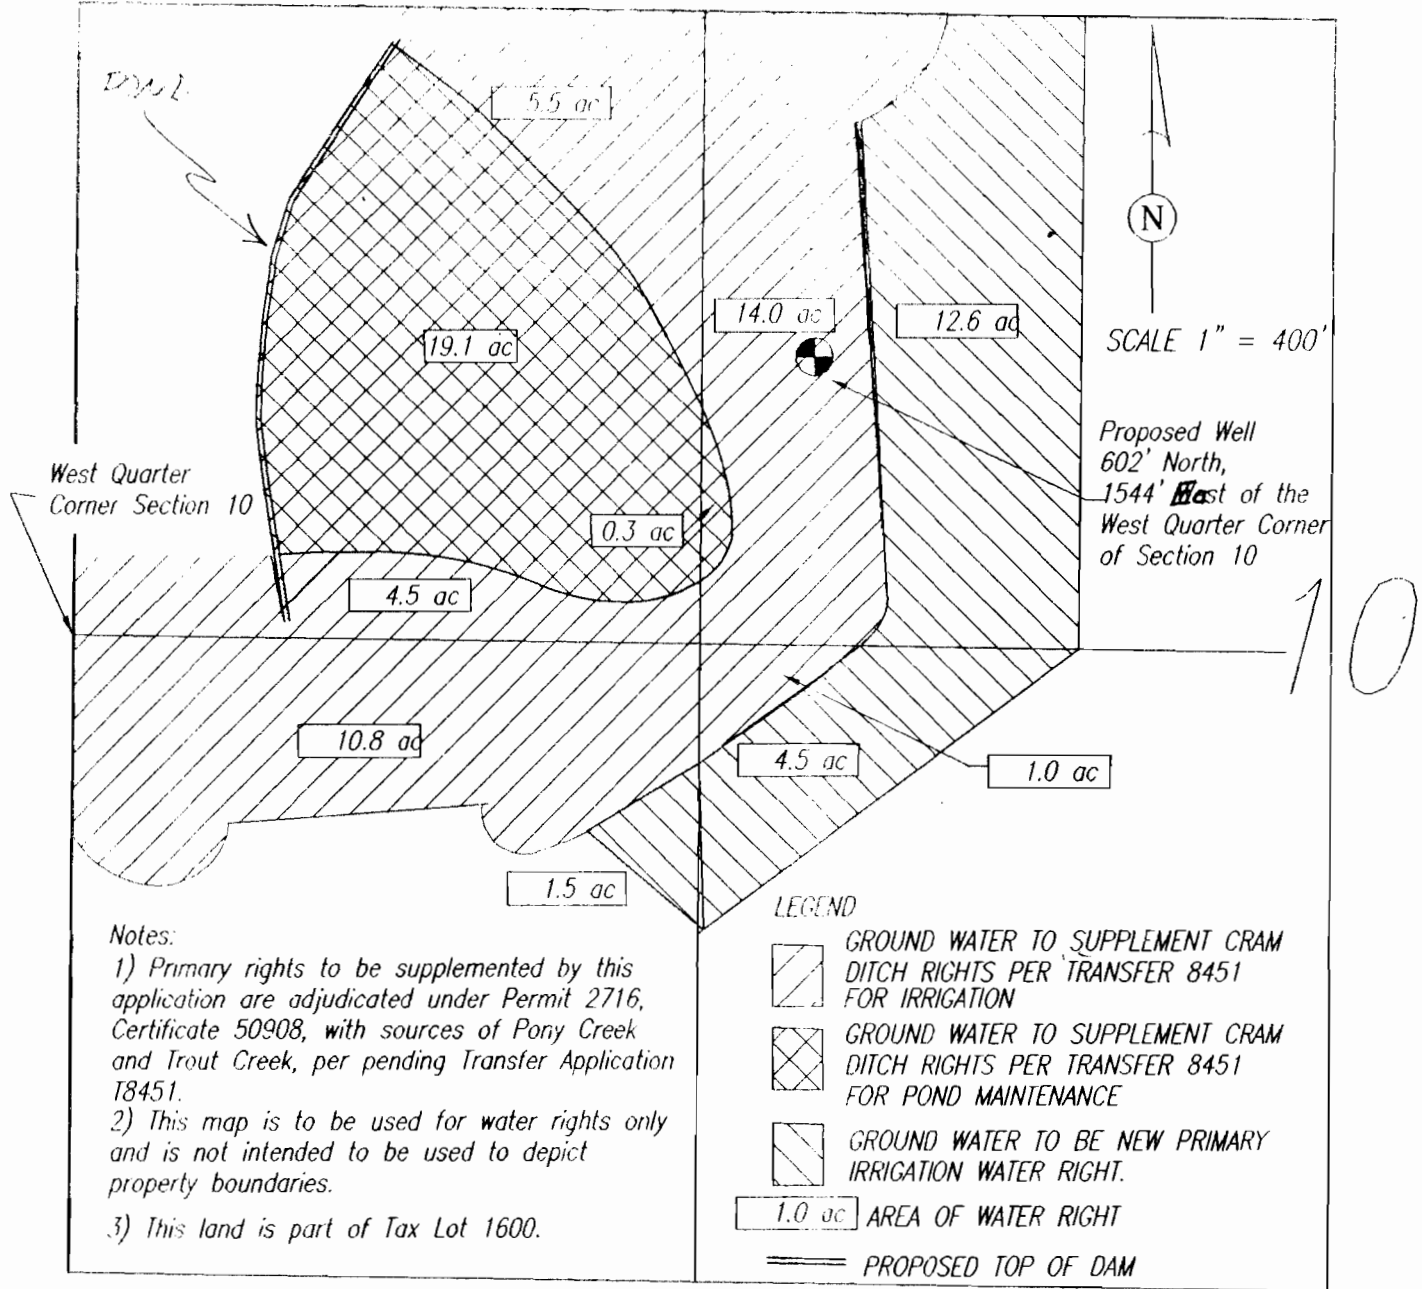 5.5 ac
N
14.0 ac
12.6 ac
SCALE 1" = 400'
19.1 ac
Proposed Well
602' North,
1544' East of the
West Quarter Corner
of Section 10
West Quarter
Corner Section 10
0.3 ac
4.5 ac
10
10.8 ac
4.5 ac
1.0 ac
1.5 ac
Notes:
1) Primary rights to be supplemented by this
application are adjudicated under Permit 2716,
Certificate 50908, with sources of Pony Creek
and Trout Creek, per pending Transfer Application
T8451.
2) This map is to be used for water rights only
and is not intended to be used to depict
property boundaries.
3) This land is part of Tax Lot 1600.
LEGEND
GROUND WATER TO SUPPLEMENT CRAM
DITCH RIGHTS PER TRANSFER 8451
FOR IRRIGATION
GROUND WATER TO SUPPLEMENT CRAM
DITCH RIGHTS PER TRANSFER 8451
FOR POND MAINTENANCE
GROUND WATER TO BE NEW PRIMARY
IRRIGATION WATER RIGHT.
1.0 ac AREA OF WATER RIGHT
PROPOSED TOP OF DAM